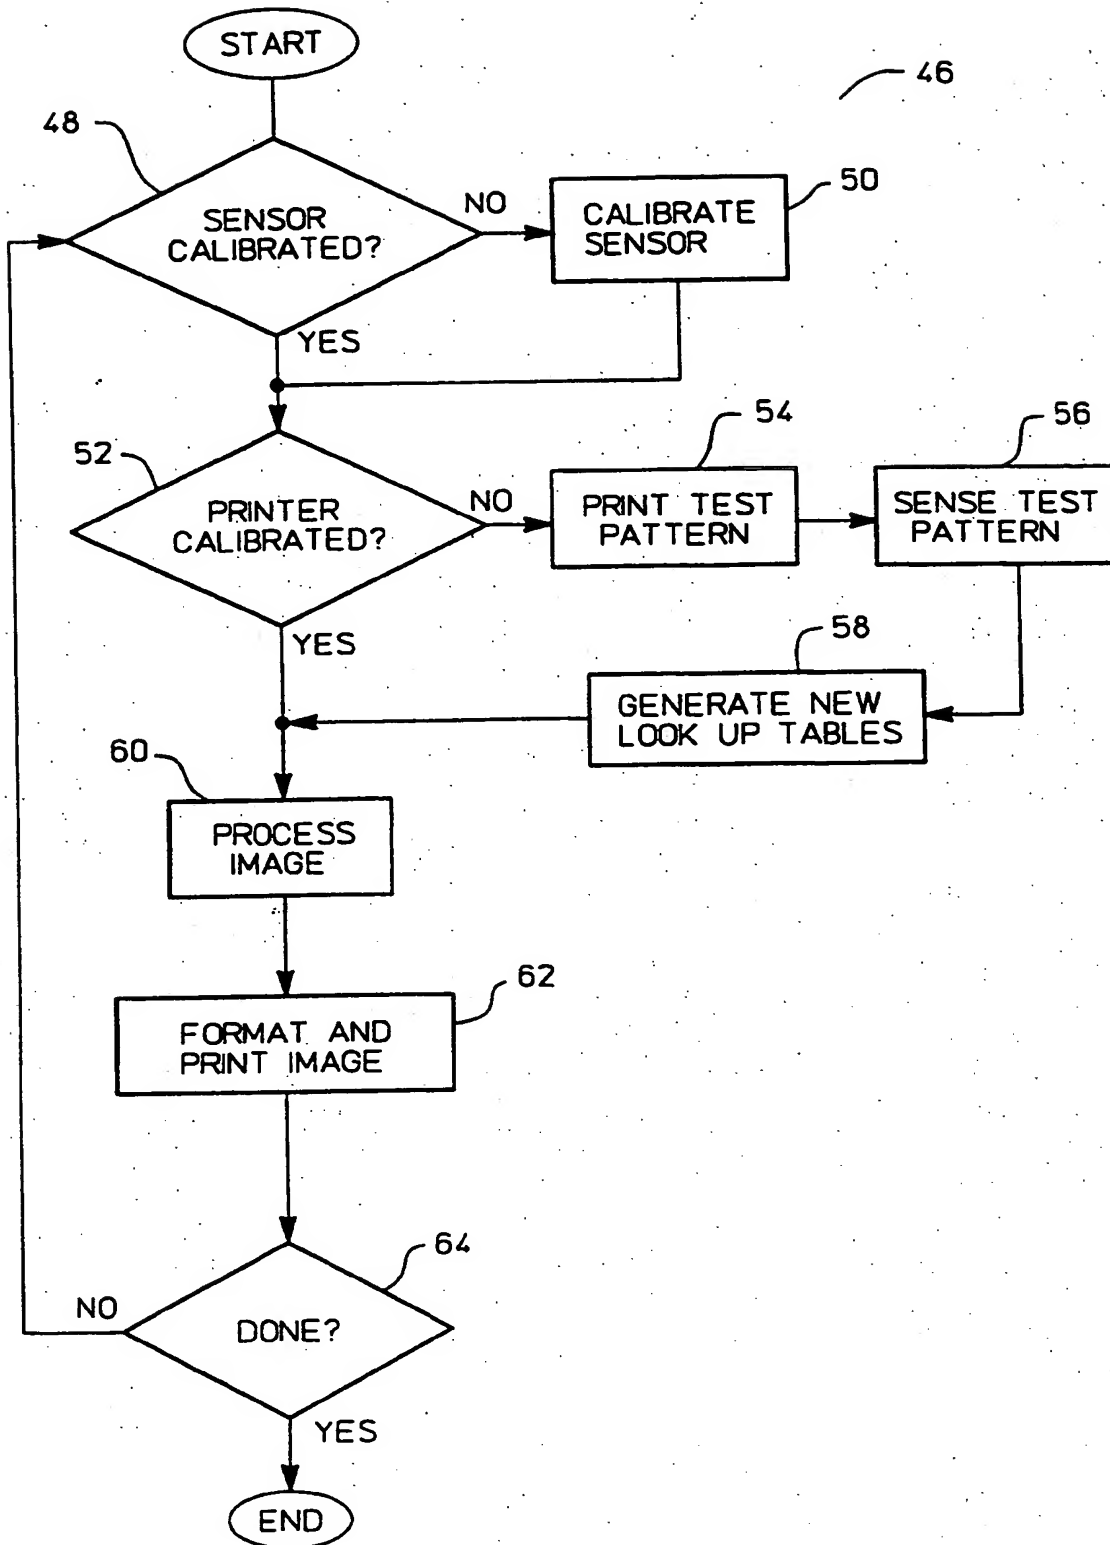 START
46
48
SENSOR
CALIBRATED?
NO
CALIBRATE
SENSOR
50
YES
52
PRINTER
CALIBRATED?
NO
54
PRINT TEST
PATTERN
56
SENSE TEST
PATTERN
YES
58
GENERATE NEW
LOOK UP TABLES
60
PROCESS
IMAGE
62
FORMAT AND
PRINT IMAGE
64
NO
DONE?
YES
END